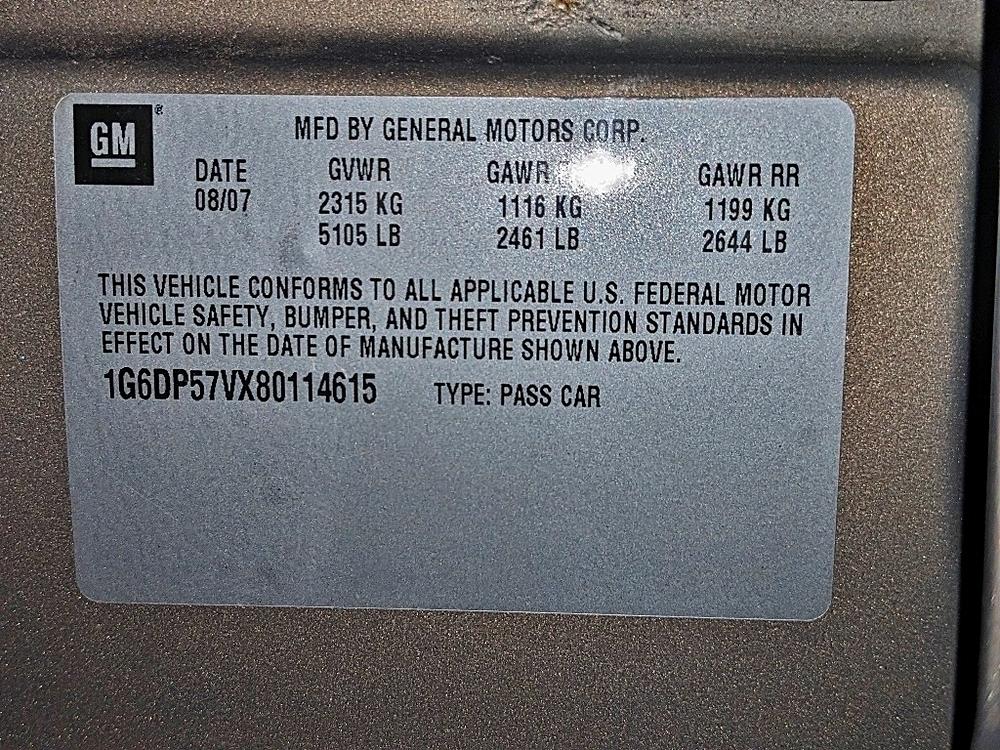 GM ®
MFD BY GENERAL MOTORS CORP.
DATE GVWR GAWR GAWR RR
08/07 2315 KG 1116 KG 1199 KG
5105 LB 2461 LB 2644 LB
THIS VEHICLE CONFORMS TO ALL APPLICABLE U.S. FEDERAL MOTOR
VEHICLE SAFETY, BUMPER, AND THEFT PREVENTION STANDARDS IN
EFFECT ON THE DATE OF MANUFACTURE SHOWN ABOVE.
1G6DP57VX80114615 TYPE: PASS CAR